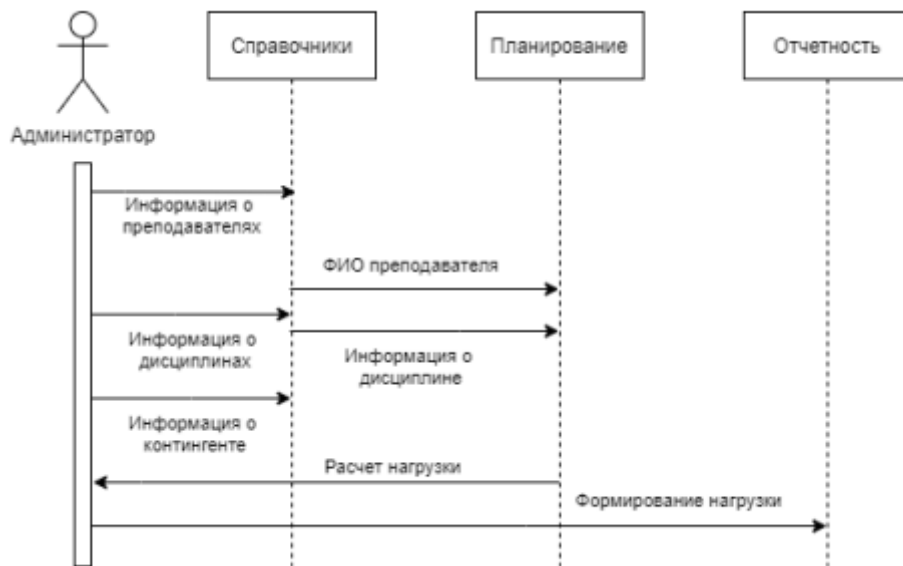 Справочники
Планирование
Отчетность
Администратор
Информация о
преподавателях
ФИО преподавателя
Информация о
дисциплинах
Информация о
дисциплине
Информация о
контингенте
Расчет нагрузки
Формирование нагрузки